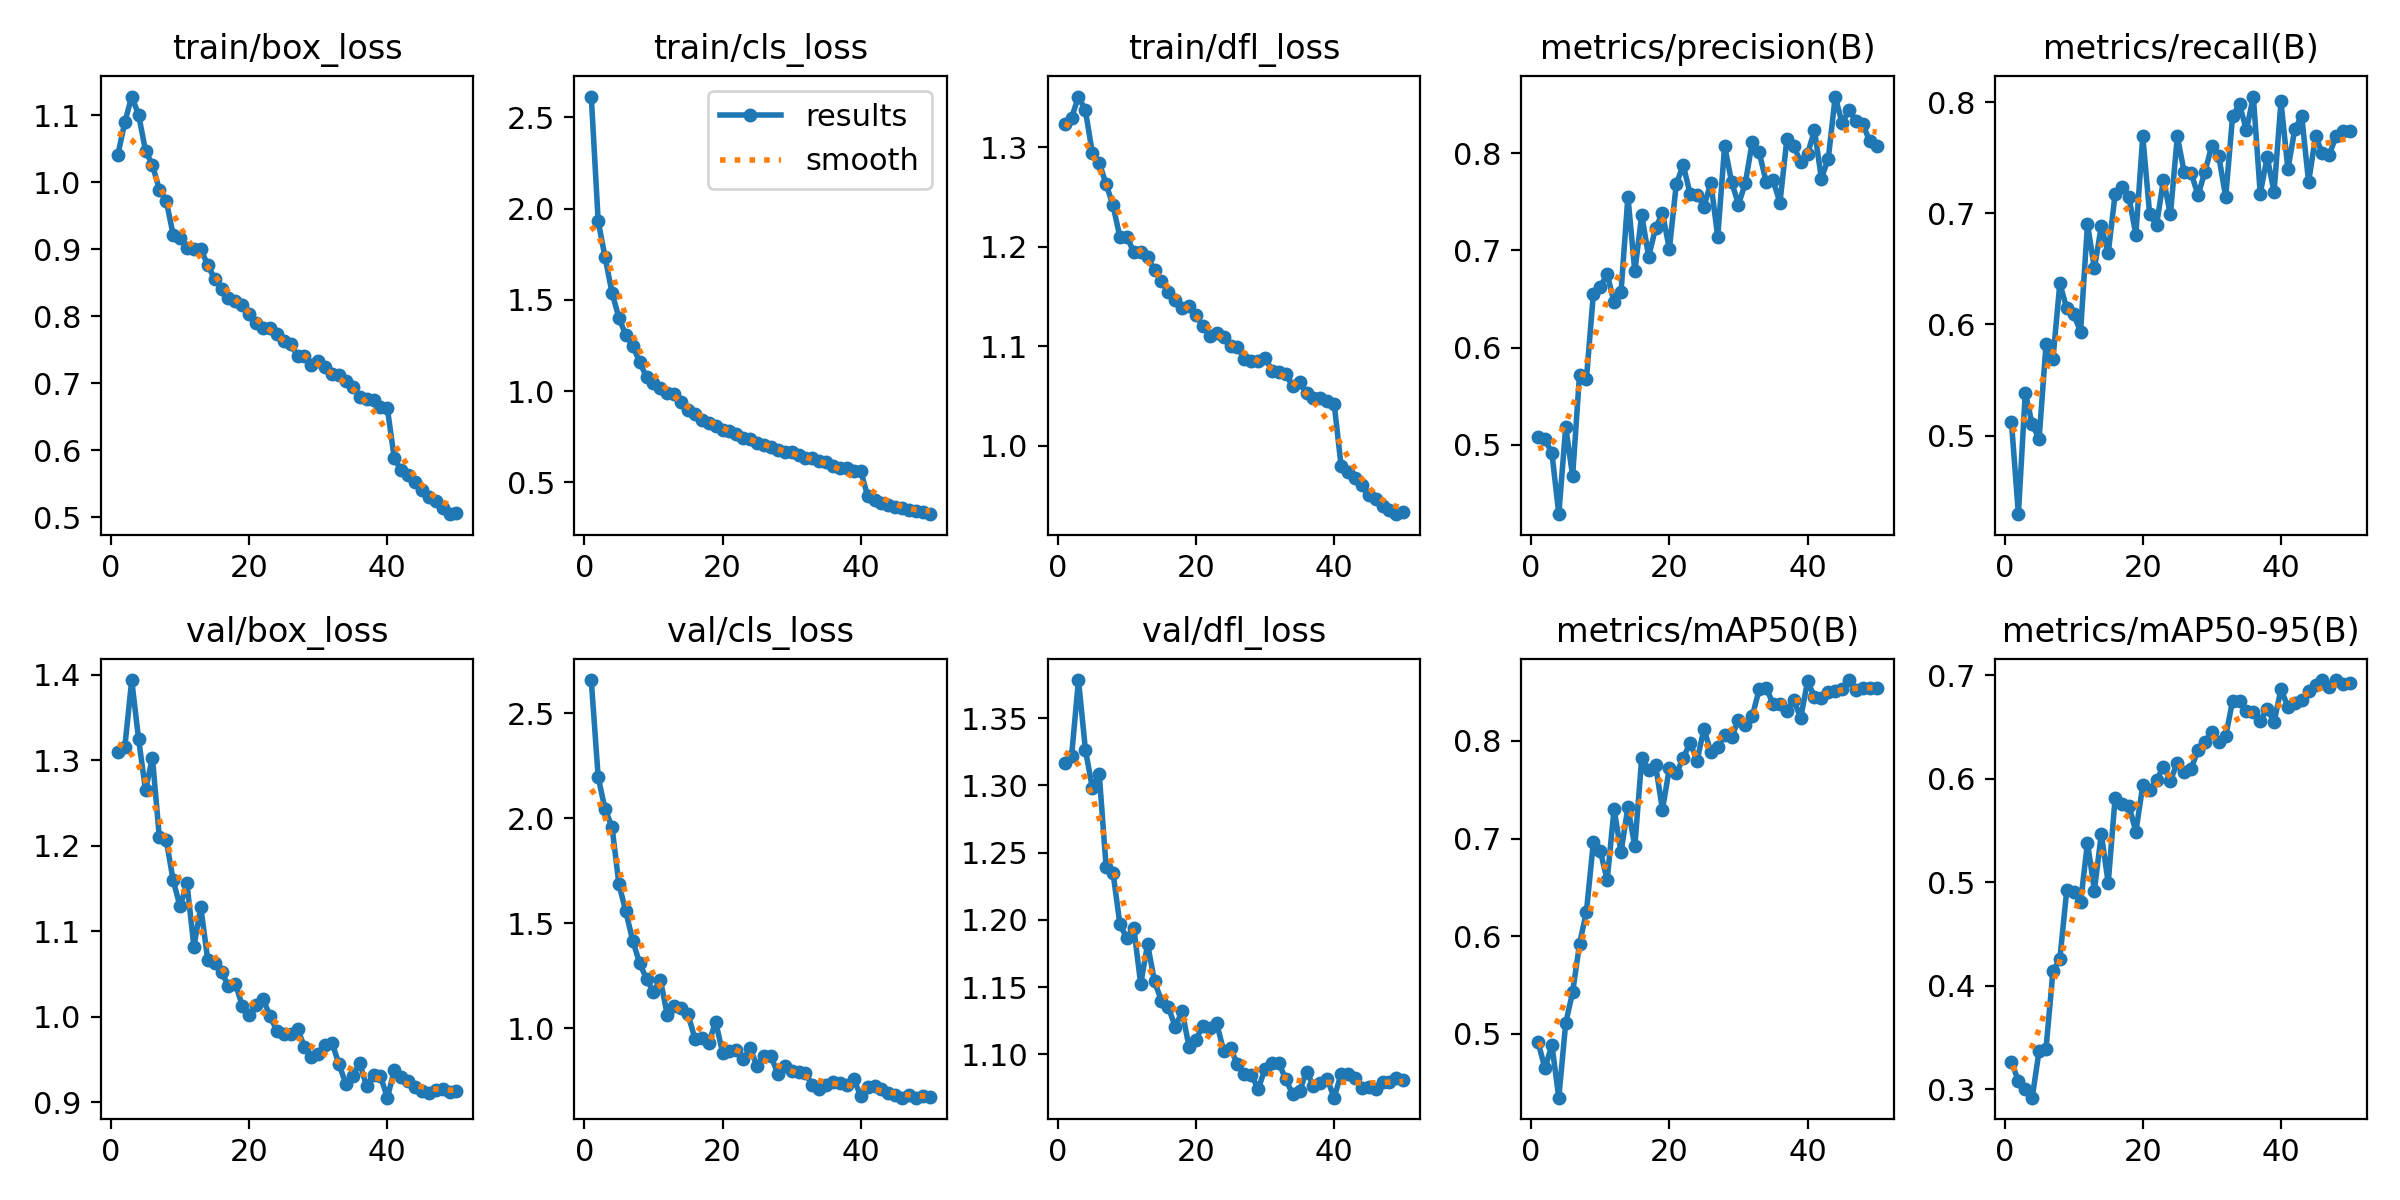 train/box_loss
1.1
1.0
0.9
0.8
0.7
0.6
0.5
0 20 40
train/cls_loss
results
smooth
2.5
2.0
1.5
1.0
0.5
0 20 40
train/dfl_loss
1.3
1.2
1.1
1.0
0 20 40
metrics/precision(B)
0.8
0.7
0.6
0.5
0 20 40
metrics/recall(B)
0.8
0.7
0.6
0.5
0 20 40
val/box_loss
1.4
1.3
1.2
1.1
1.0
0.9
0 20 40
val/cls_loss
2.5
2.0
1.5
1.0
0 20 40
val/dfl_loss
1.35
1.30
1.25
1.20
1.15
1.10
0 20 40
metrics/mAP50(B)
0.8
0.7
0.6
0.5
0 20 40
metrics/mAP50-95(B)
0.7
0.6
0.5
0.4
0.3
0 20 40